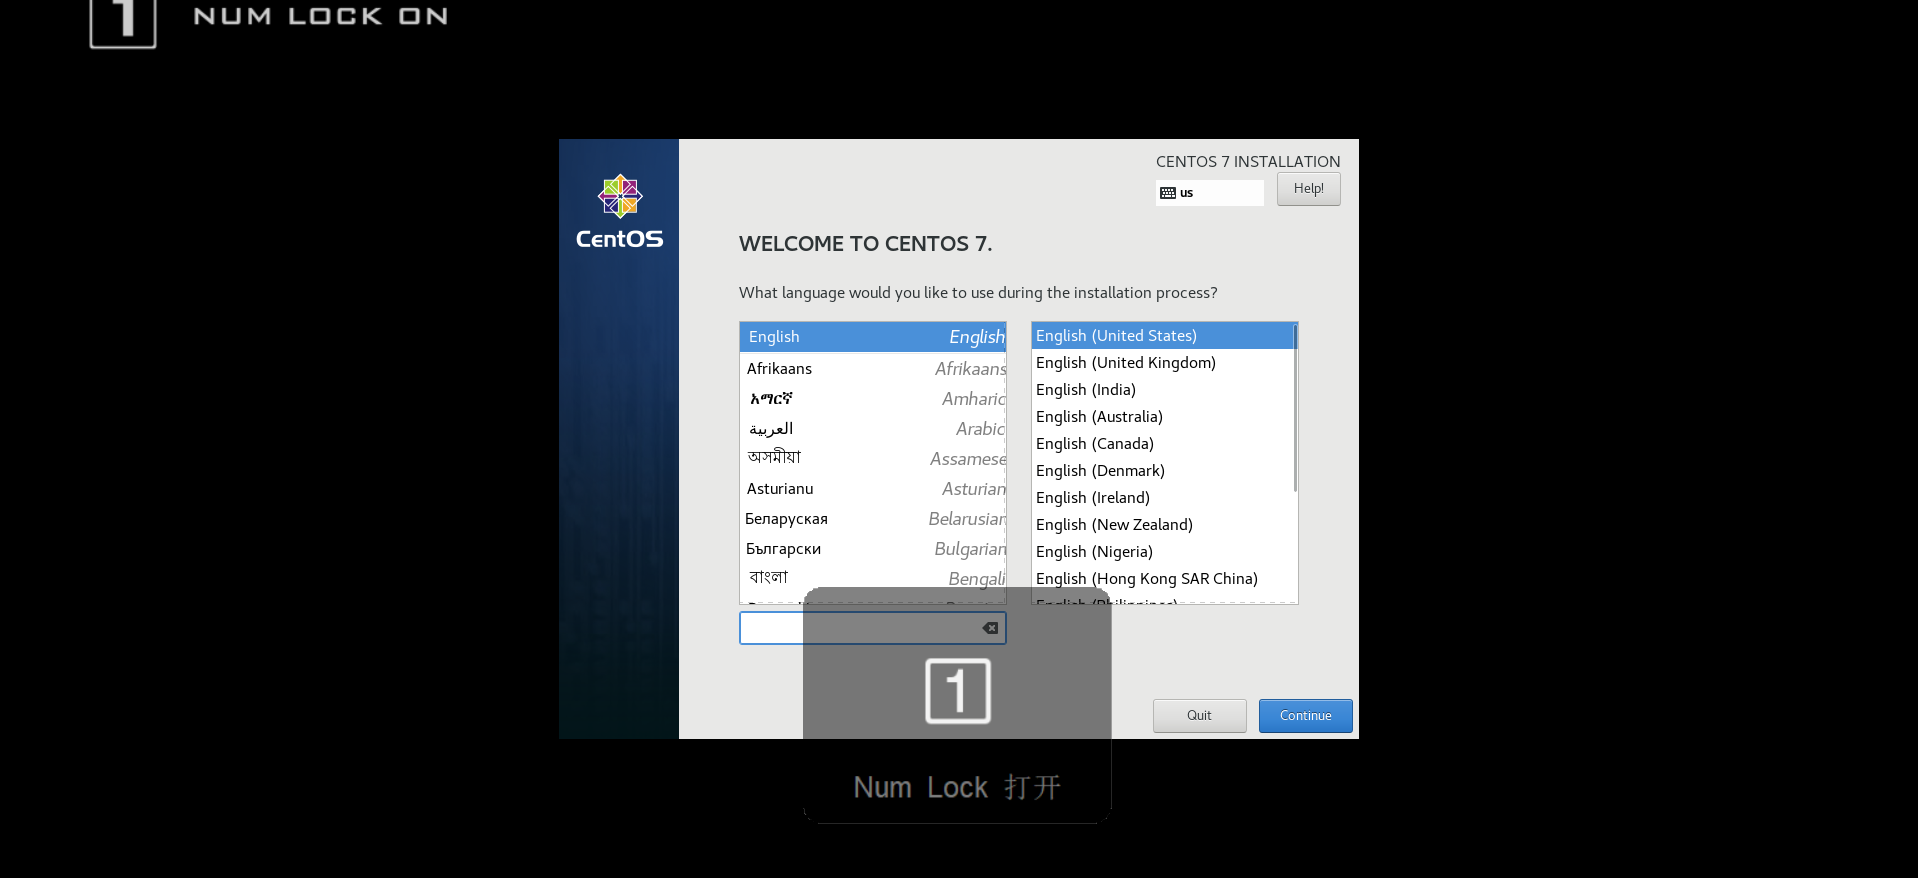 1 NUM LOCK ON
CENTOS 7 INSTALLATION
us
Help!
CentOS
WELCOME TO CENTOS 7.
What language would you like to use during the installation process?
English English
Afrikaans Afrikaans
አማርኛ Amharic
العربية Arabic
অসমীয়া Assamese
Asturianu Asturian
Беларуская Belarusian
Български Bulgarian
বাংলা Bengali
English (United States)
English (United Kingdom)
English (India)
English (Australia)
English (Canada)
English (Denmark)
English (Ireland)
English (New Zealand)
English (Nigeria)
English (Hong Kong SAR China)
English (Philippines)
1
Quit
Continue
Num Lock 打开